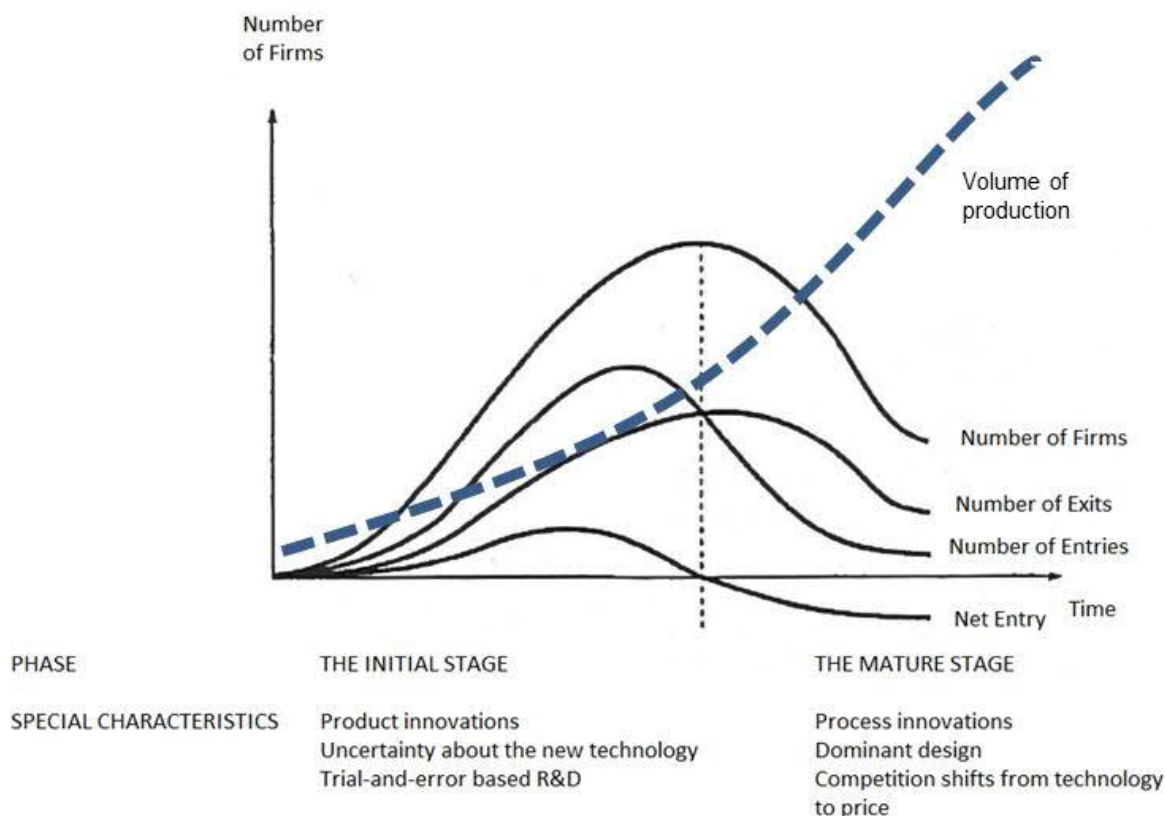 Number
of Firms
Volume of
production
Number of Firms
Number of Exits
Number of Entries
Net Entry
Time
PHASE
THE INITIAL STAGE
THE MATURE STAGE
SPECIAL CHARACTERISTICS
Product innovations
Uncertainty about the new technology
Trial-and-error based R&D
Process innovations
Dominant design
Competition shifts from technology
to price